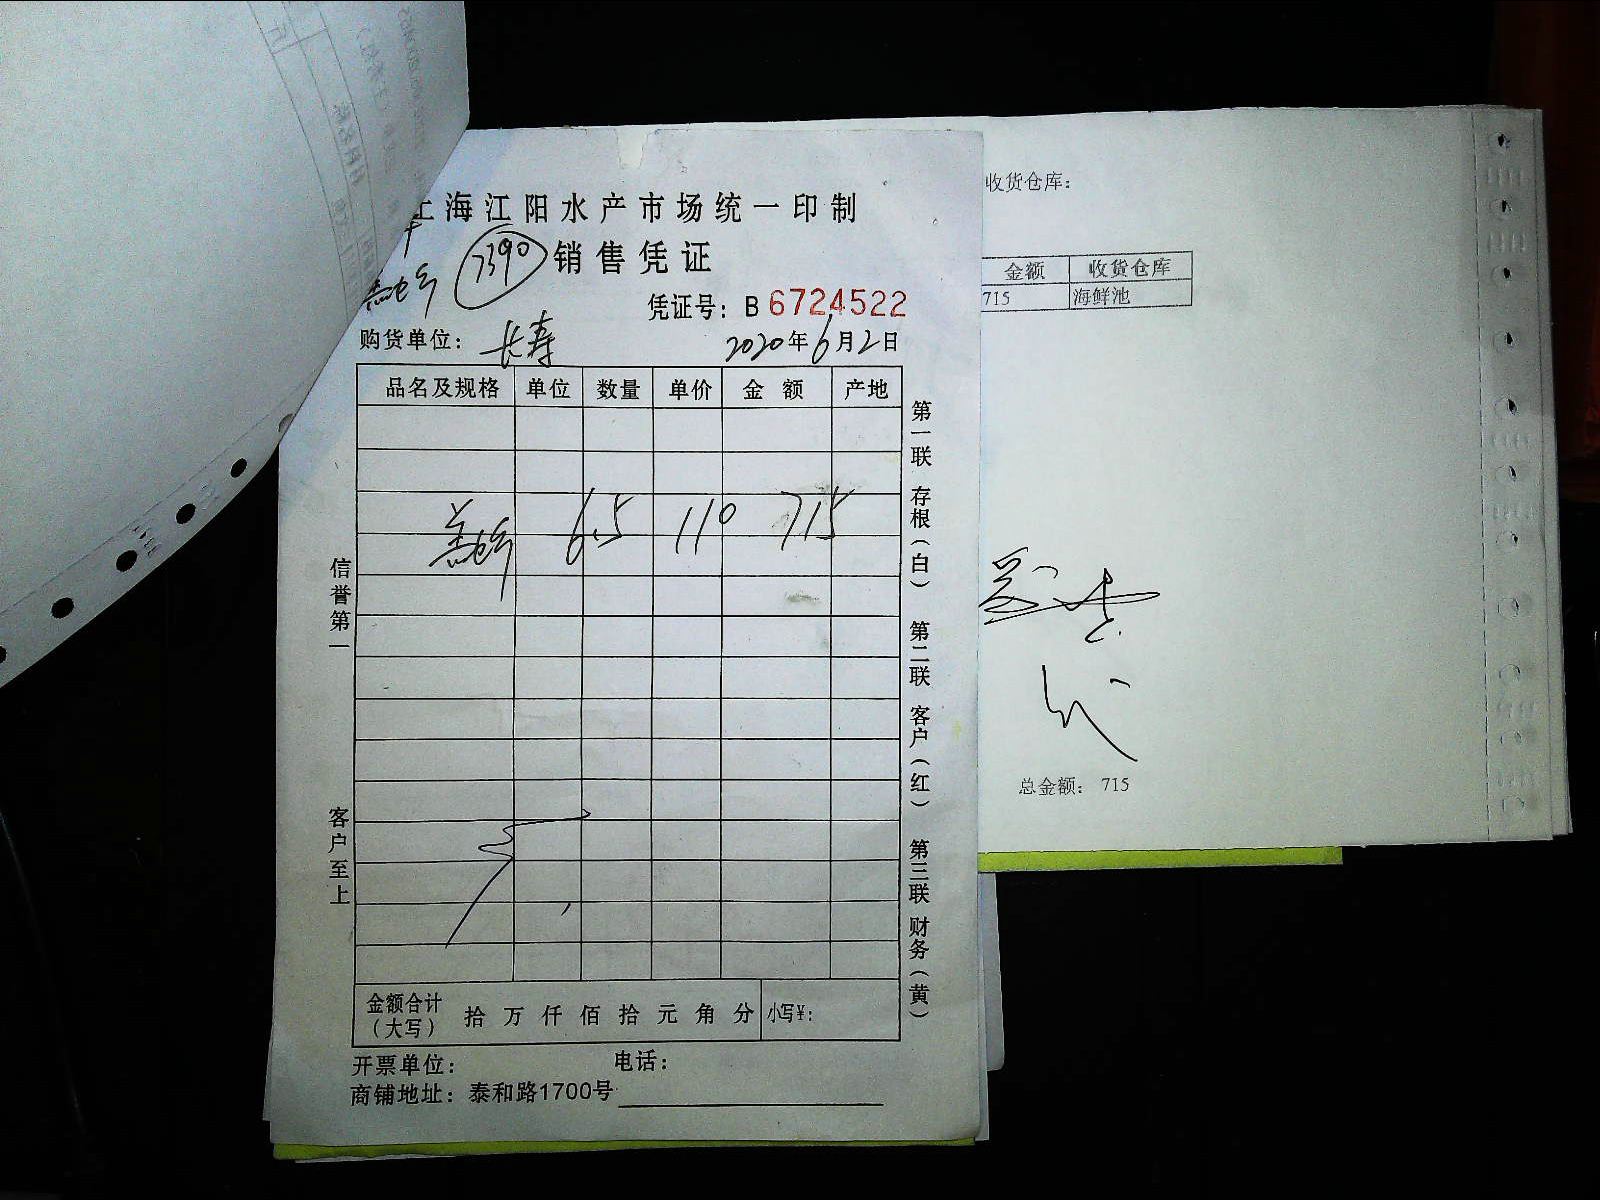 上海江阳水产市场统一印制
7390
销售凭证
凭证号：B 6724522
购货单位：长寿
2020年6月2日
品名及规格 单位 数量 单价 金额 产地
6.5 110 715
金额合计（大写） 拾万仟佰拾元角分 小写¥：
开票单位： 电话：
商铺地址：泰和路1700号
信誉第一 客户至上
第一联 存根（白） 第二联 客户（红） 第三联 财务（黄）
收货仓库：
金额 收货仓库
715 海鲜池
总金额： 715